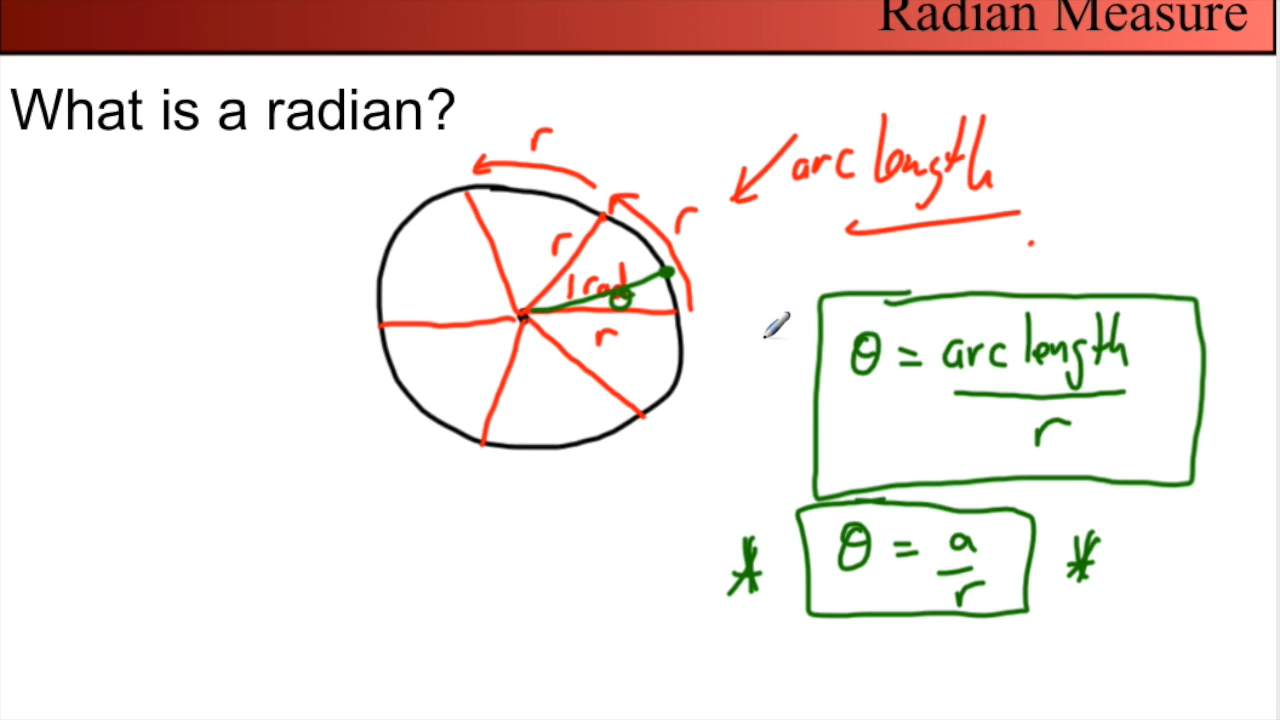 Radian Measure
What is a radian?
r
arc length
r
r
1 rad
θ
r
θ = arc length
r
* θ = a *
r